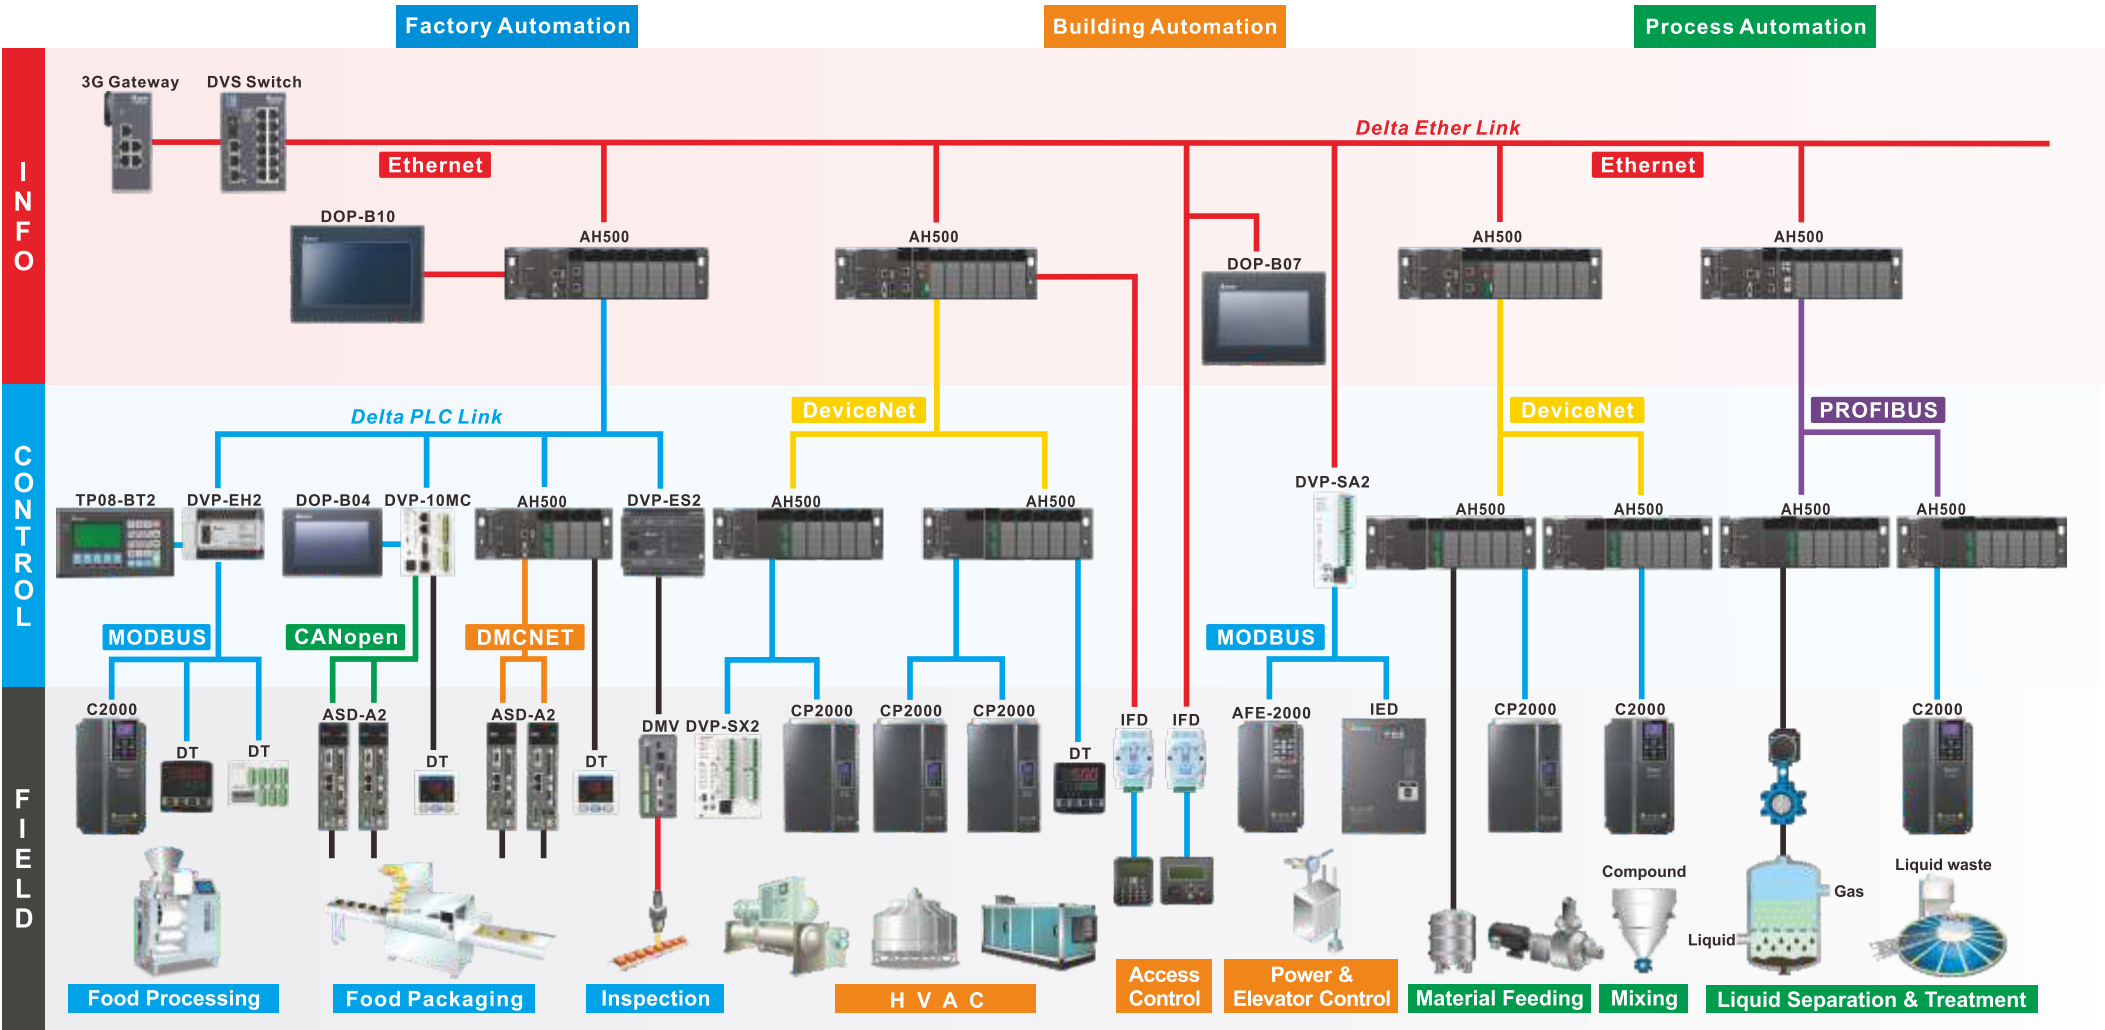 Factory Automation
Building Automation
Process Automation
INFO
3G Gateway
DVS Switch
Delta Ether Link
Ethernet
Ethernet
DOP-B10
AH500
AH500
DOP-B07
AH500
AH500
CONTROL
Delta PLC Link
DeviceNet
DeviceNet
PROFIBUS
TP08-BT2
DVP-EH2
DOP-B04
DVP-10MC
AH500
DVP-ES2
AH500
AH500
DVP-SA2
AH500
AH500
AH500
AH500
MODBUS
CANopen
DMCNET
MODBUS
FIELD
C2000
DT
DT
ASD-A2
DT
ASD-A2
DT
DMV
DVP-SX2
CP2000
CP2000
CP2000
DT
IFD
IFD
AFE-2000
IED
CP2000
C2000
C2000
Compound
Liquid waste
Gas
Liquid
Food Processing
Food Packaging
Inspection
H V A C
Access
Control
Power &
Elevator Control
Material Feeding
Mixing
Liquid Separation & Treatment